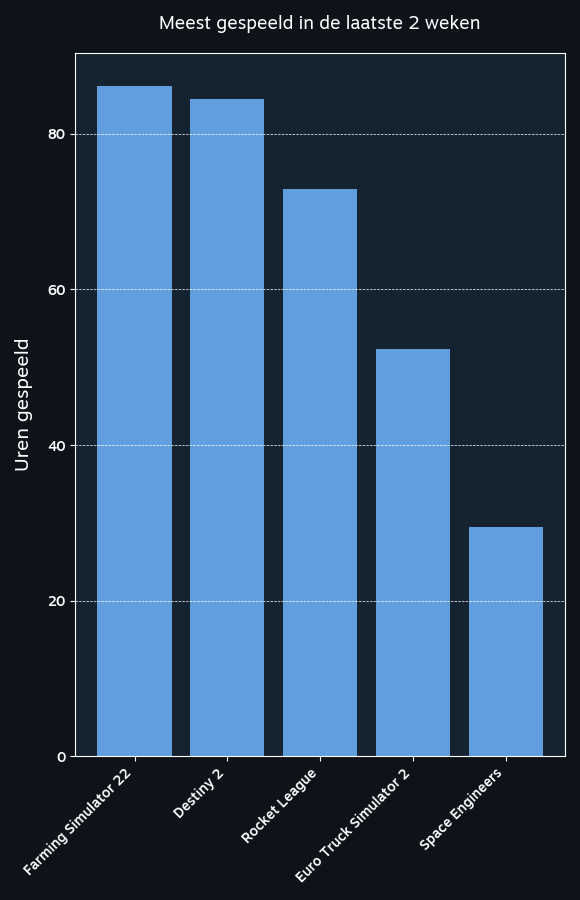 Meest gespeeld in de laatste 2 weken
Uren gespeeld
80
60
40
20
0
Farming Simulator 22
Destiny 2
Rocket League
Euro Truck Simulator 2
Space Engineers